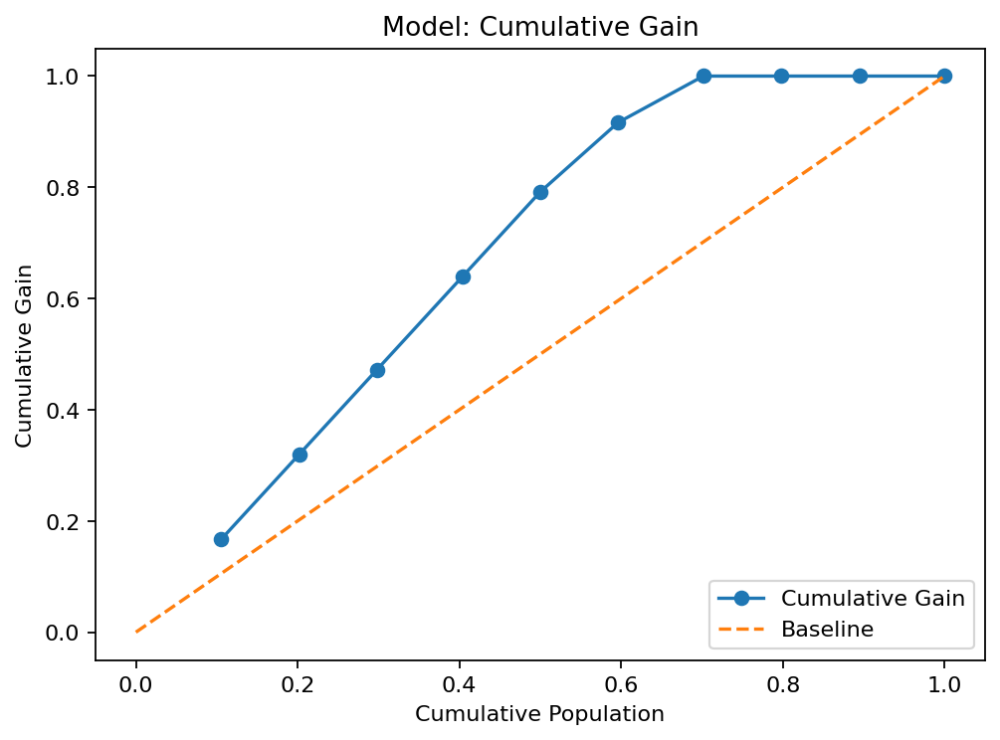 Model: Cumulative Gain
Cumulative Gain
1.0
0.8
0.6
0.4
0.2
0.0
0.0 0.2 0.4 0.6 0.8 1.0
Cumulative Population
Cumulative Gain
Baseline